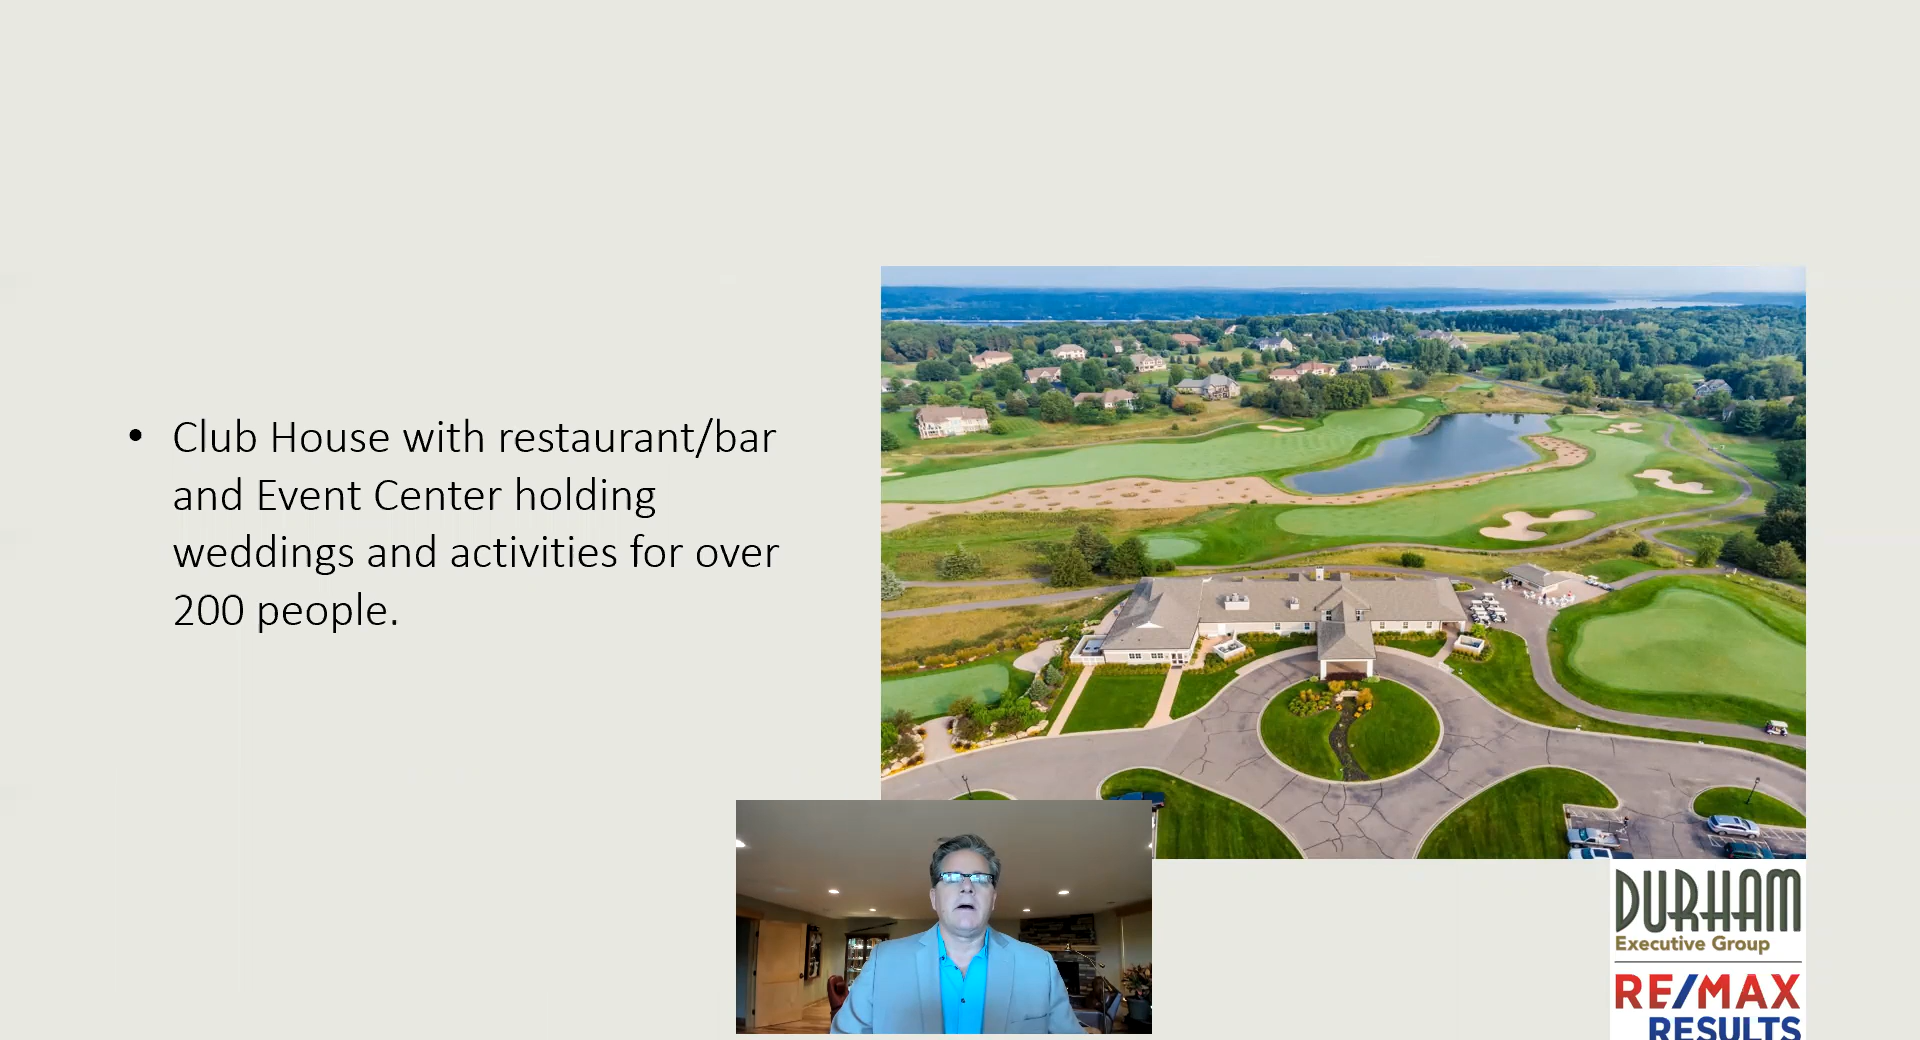 • Club House with restaurant/bar
and Event Center holding
weddings and activities for over
200 people.
DURHAM
Executive Group
RE/MAX
RESULTS